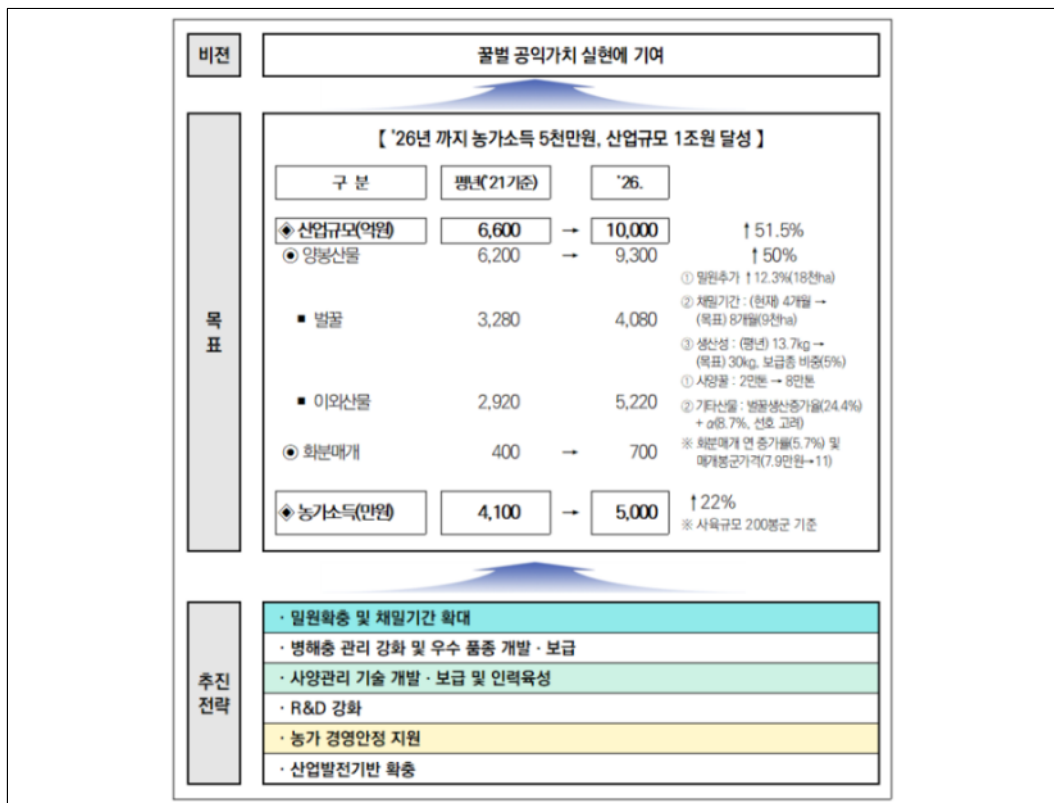 비젼
꿀벌 공익가치 실현에 기여
목표
【 '26년 까지 농가소득 5천만원, 산업규모 1조원 달성 】
구 분 평년('21기준) '26.
◈ 산업규모(억원) 6,600 → 10,000 ↑51.5%
⦿ 양봉산물 6,200 → 9,300 ↑50%
① 밀원추가 ↑12.3%(18천ha)
② 채밀기간 : (현재) 4개월 →
(목표) 8개월(9천ha)
■ 벌꿀 3,280 4,080
③ 생산성 : (평년) 13.7kg →
(목표) 30kg, 보급종 비중(5%)
① 사양꿀 : 2만톤 → 8만톤
■ 이외산물 2,920 5,220
② 기타산물 : 벌꿀생산증가율(24.4%)
+ α(8.7%, 선호 고려)
⦿ 화분매개 400 → 700
※ 화분매개 연 증가률(5.7%) 및
매개봉군가격(7.9만원→11)
◈ 농가소득(만원) 4,100 → 5,000 ↑22%
※ 사육규모 200봉군 기준
추진
전략
· 밀원확충 및 채밀기간 확대
· 병해충 관리 강화 및 우수 품종 개발 · 보급
· 사양관리 기술 개발 · 보급 및 인력육성
· R&D 강화
· 농가 경영안정 지원
· 산업발전기반 확충